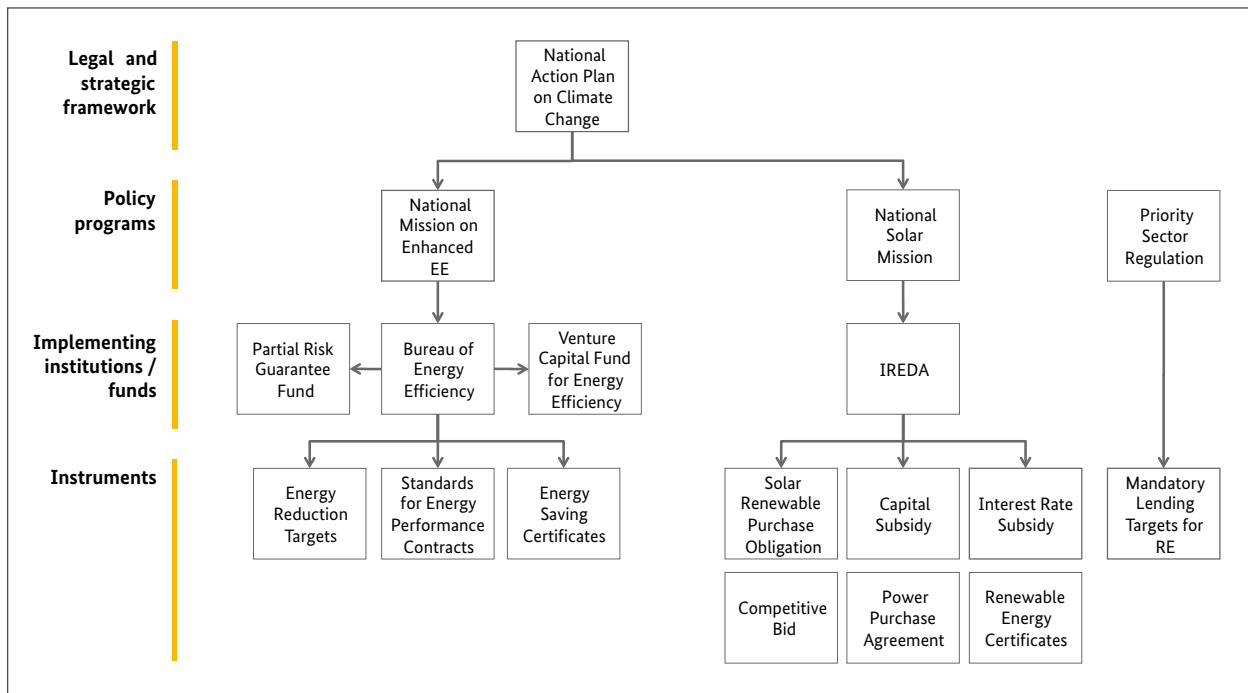 Legal and
strategic
framework
National
Action Plan
on Climate
Change
Policy
programs
National
Mission on
Enhanced
EE
National
Solar
Mission
Priority
Sector
Regulation
Implementing
institutions /
funds
Partial Risk
Guarantee
Fund
Bureau of
Energy
Efficiency
Venture
Capital Fund
for Energy
Efficiency
IREDA
Instruments
Energy
Reduction
Targets
Standards
for Energy
Performance
Contracts
Energy
Saving
Certificates
Solar
Renewable
Purchase
Obligation
Capital
Subsidy
Interest Rate
Subsidy
Mandatory
Lending
Targets for
RE
Competitive
Bid
Power
Purchase
Agreement
Renewable
Energy
Certificates